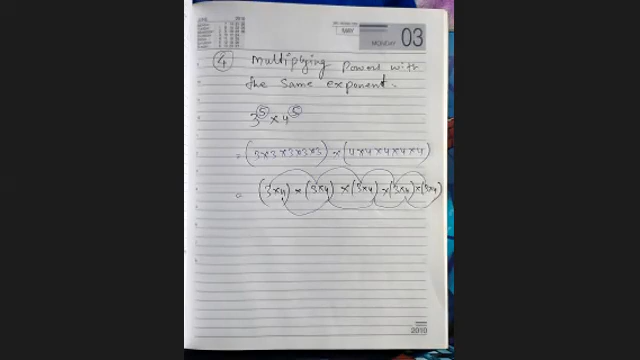 MONDAY 03
④ Multiplying Powers with
the same exponent.
3⁵ × 4⁵
= (3×3×3×3×3) × (4×4×4×4×4)
= (3×4) × (3×4) × (3×4) × (3×4) × (3×4)
2010